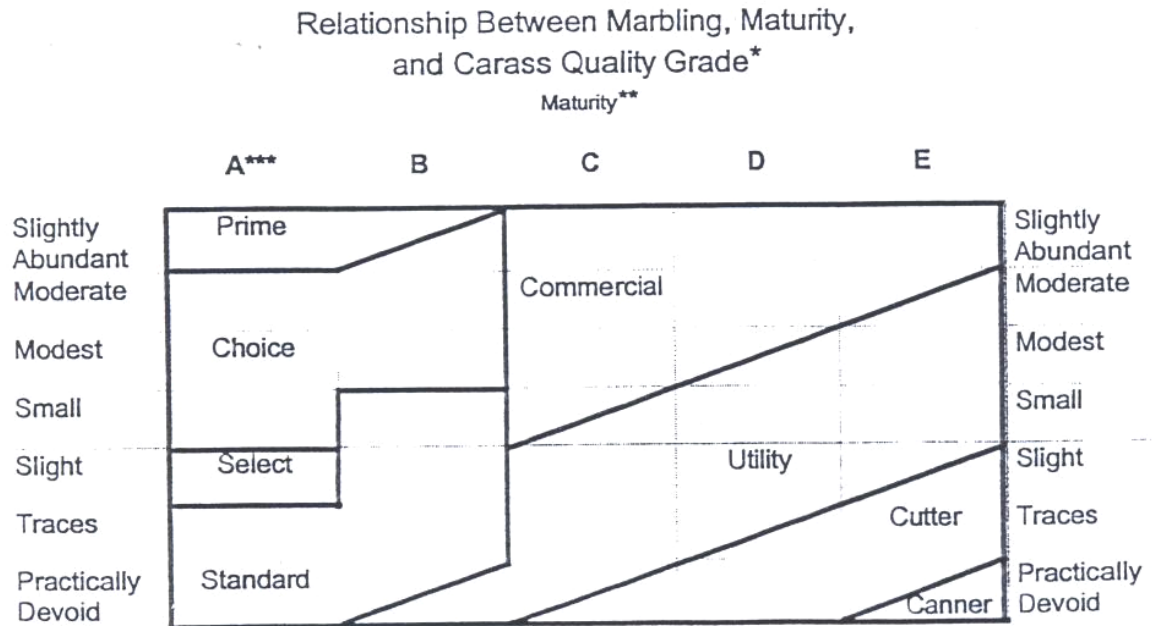 Relationship Between Marbling, Maturity,
and Carass Quality Grade*
Maturity**
A*** B C D E
Slightly Abundant Prime Slightly Abundant
Moderate Commercial Moderate
Modest Choice Modest
Small Small
Slight Select Utility Slight
Traces Cutter Traces
Practically Devoid Standard Canner Practically Devoid